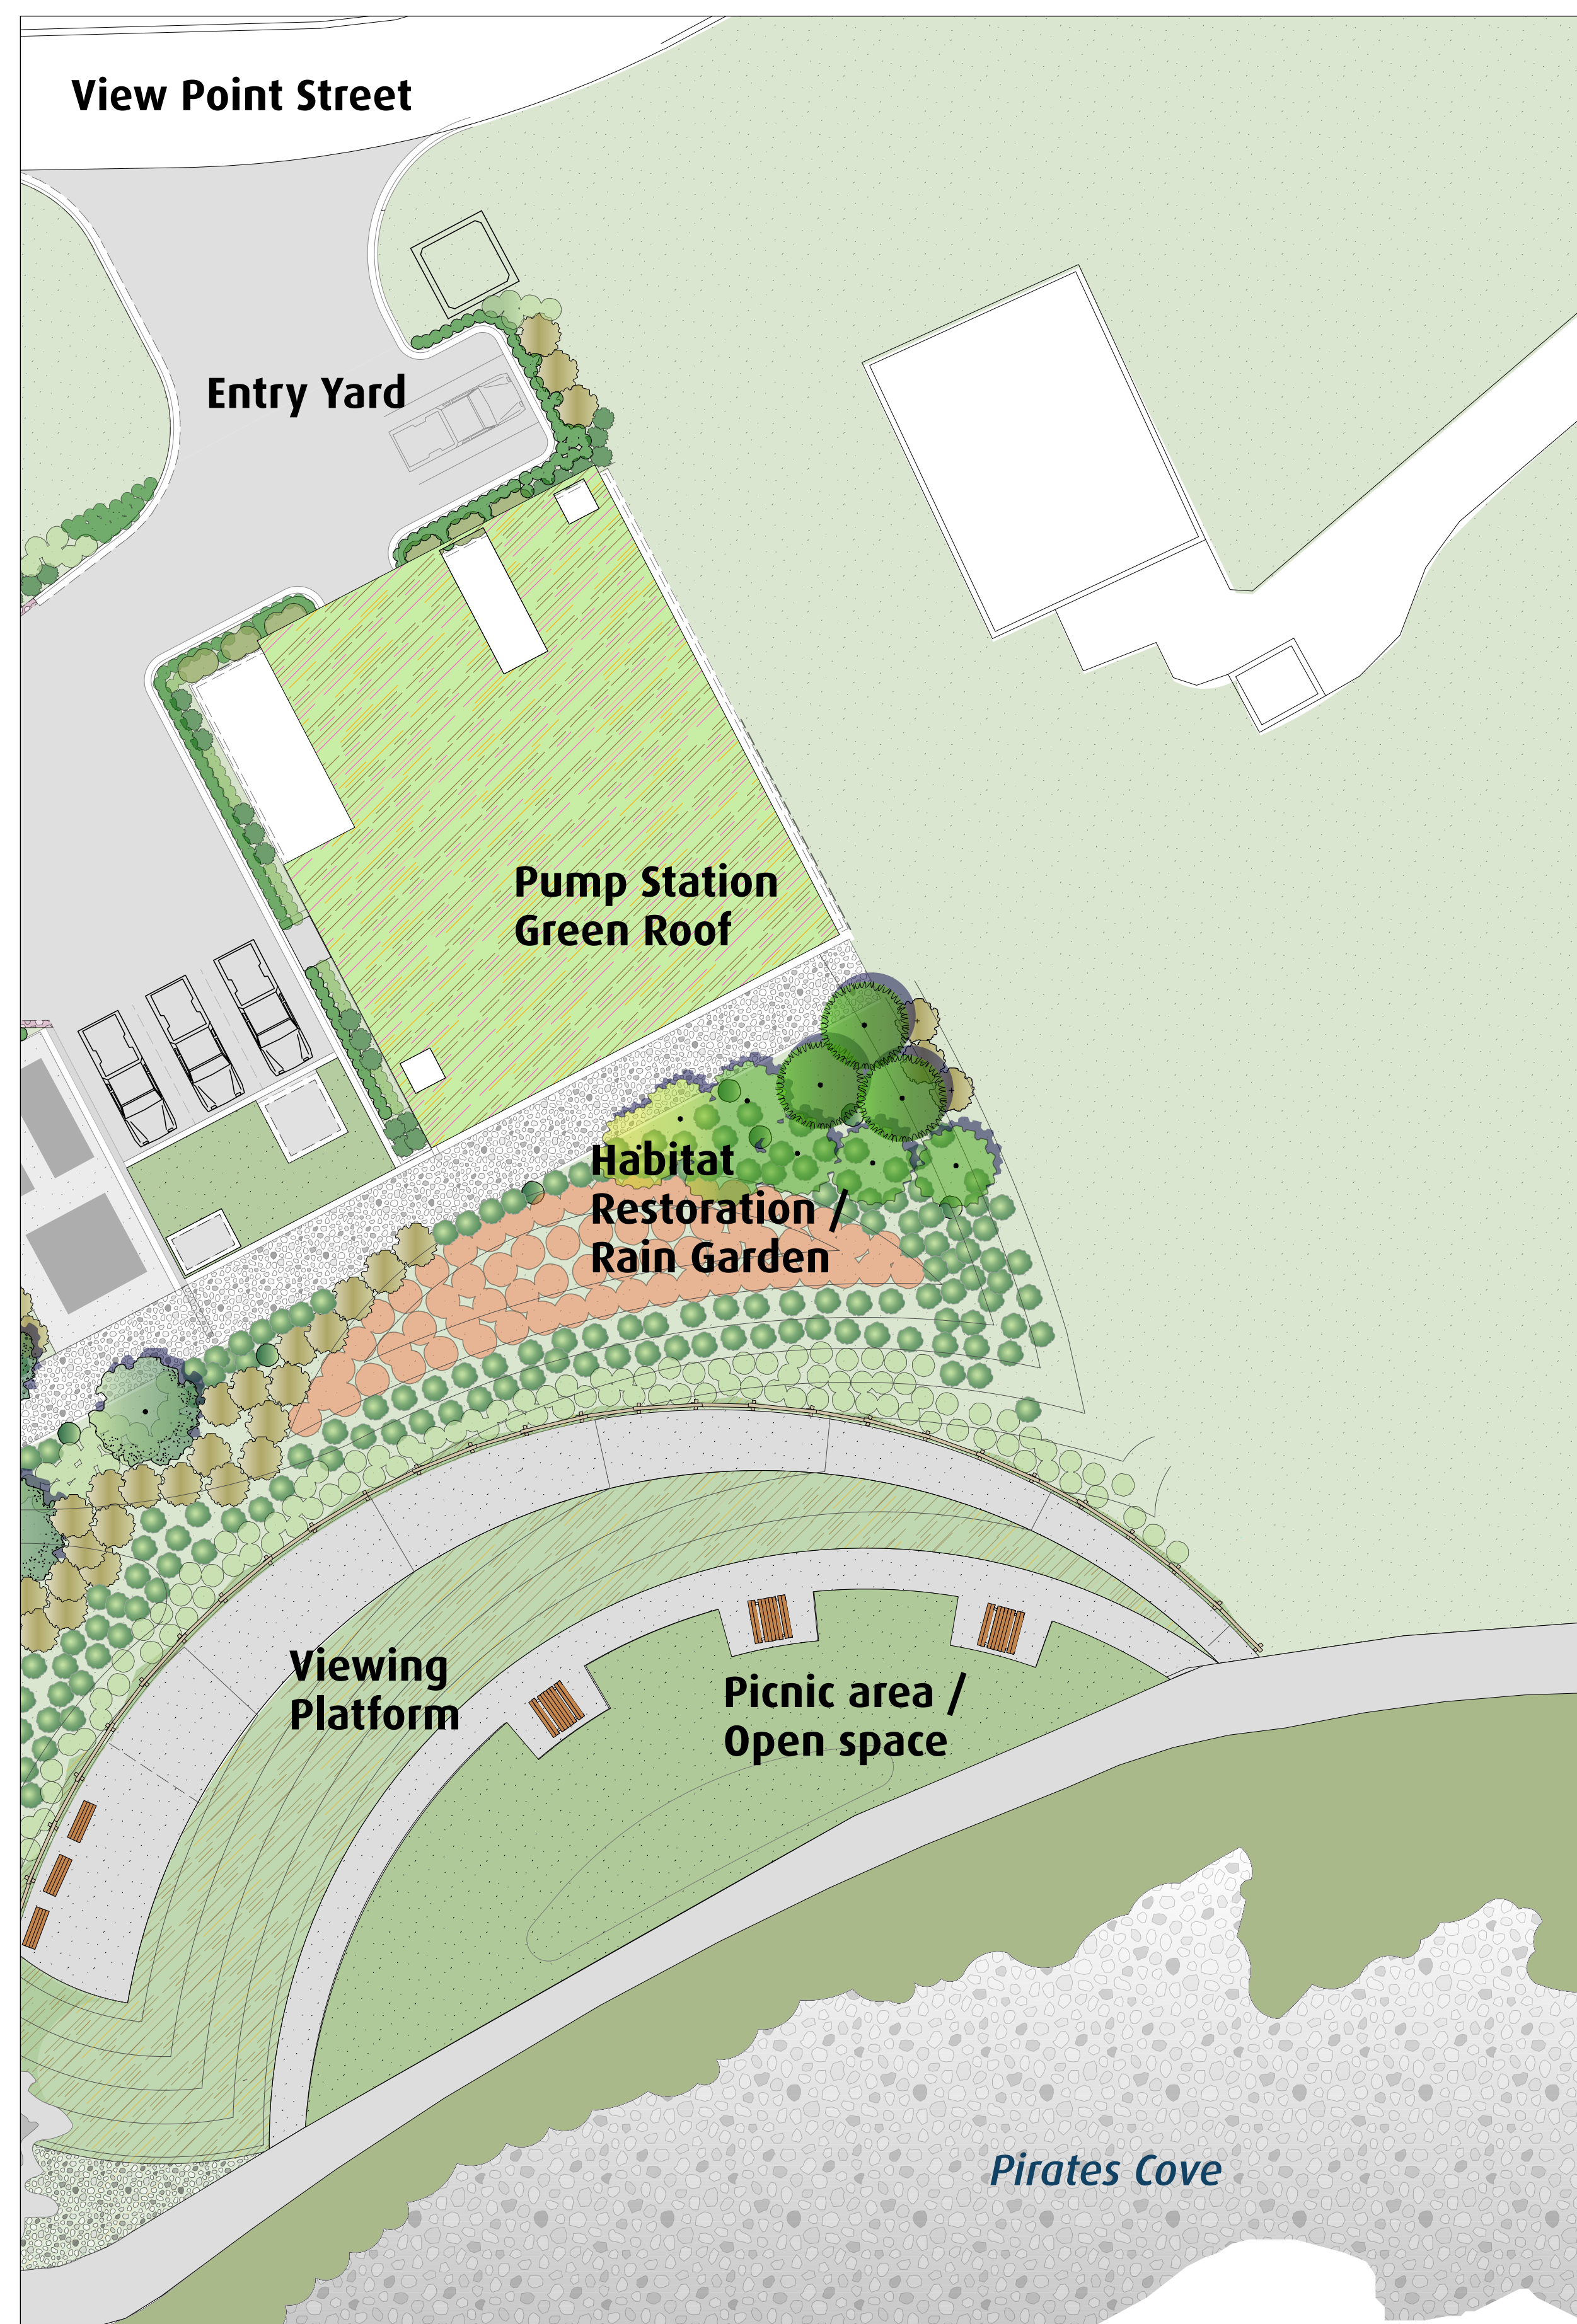 View Point Street
Entry Yard
Pump Station
Green Roof
Habitat
Restoration /
Rain Garden
Viewing
Platform
Picnic area /
Open space
Pirates Cove